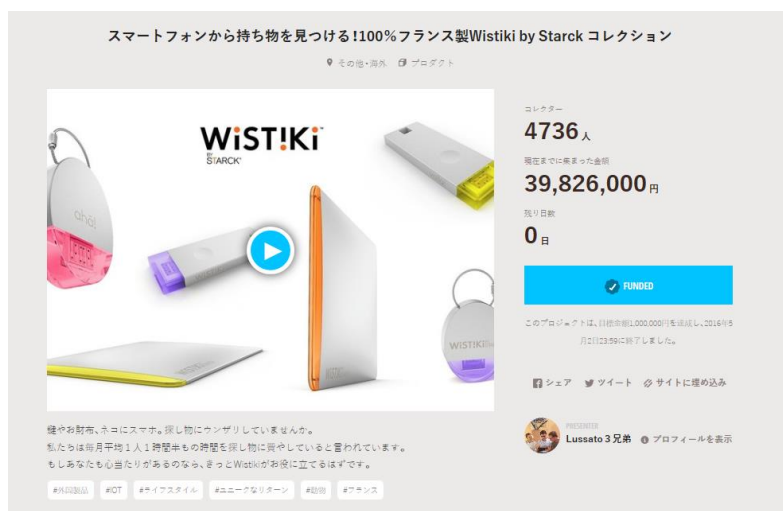 スマートフォンから持ち物を見つける!100%フランス製Wistiki by Starck コレクション
その他・海外 プロダクト
WiST!Ki
BY
STARCK
ahā!
WiST!Ki
コレクター
4736人
現在までに集まった金額
39,826,000円
残り日数
0日
FUNDED
このプロジェクトは、目標金額1,000,000円を達成し、2016年5
月2日23:59に終了しました。
シェア ツイート サイトに埋め込み
PRESENTER
Lussato 3兄弟 プロフィールを表示
鍵やお財布、ネコにスマホ。探し物にウンザリしていませんか。
私たちは毎月平均1人1時間半もの時間を探し物に費やしていると言われています。
もしあなたも心当たりがあるのなら、きっとWistikiがお役に立てるはずです。
#外国製品 #IOT #ライフスタイル #ユニークなリターン #動物 #フランス